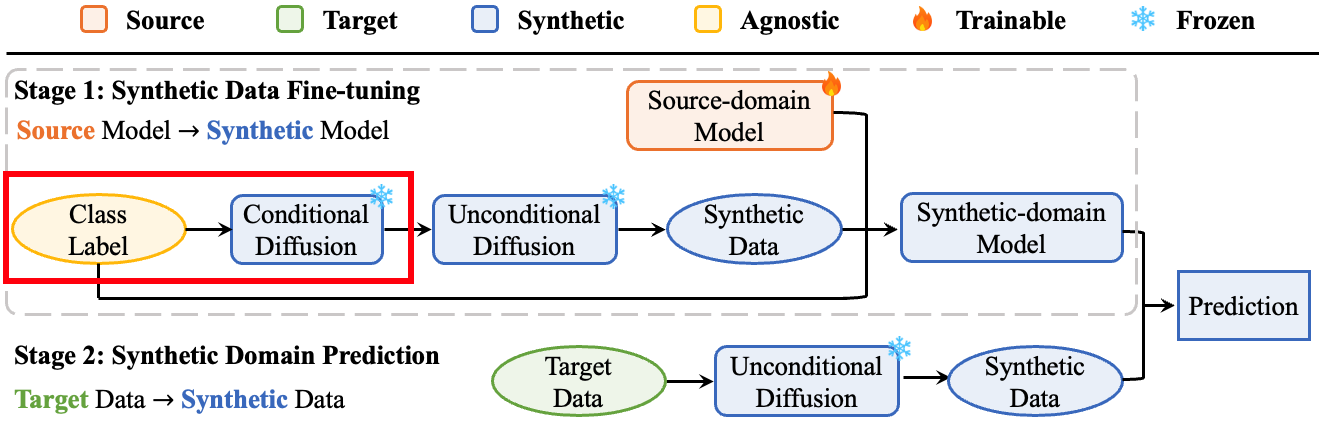 Source Target Synthetic Agnostic Trainable Frozen
Stage 1: Synthetic Data Fine-tuning
Source Model → Synthetic Model
Source-domain
Model
Class
Label
Conditional
Diffusion
Unconditional
Diffusion
Synthetic
Data
Synthetic-domain
Model
Prediction
Stage 2: Synthetic Domain Prediction
Target Data → Synthetic Data
Target
Data
Unconditional
Diffusion
Synthetic
Data